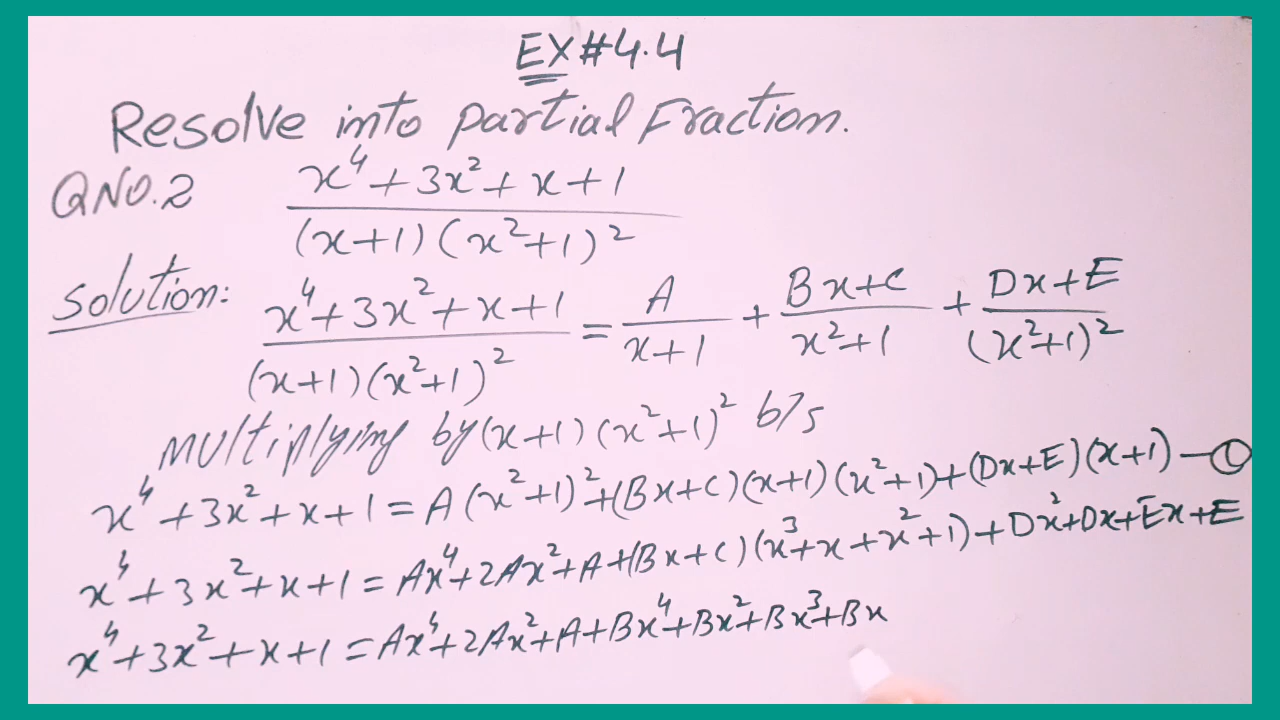 EX#4.4
Resolve into Partial Fraction.
QNO.2 x⁴+3x²+x+1 / (x+1)(x²+1)²
Solution: x⁴+3x²+x+1 / (x+1)(x²+1)² = A / x+1 + Bx+C / x²+1 + Dx+E / (x²+1)²
Multiplying by (x+1)(x²+1)² b/s
x⁴+3x²+x+1 = A(x²+1)²+(Bx+C)(x+1)(x²+1)+(Dx+E)(x+1) — ①
x⁴+3x²+x+1 = Ax⁴+2Ax²+A+(Bx+C)(x³+x+x²+1)+Dx²+Dx+Ex+E
x⁴+3x²+x+1 = Ax⁴+2Ax²+A+Bx⁴+Bx²+Bx³+Bx